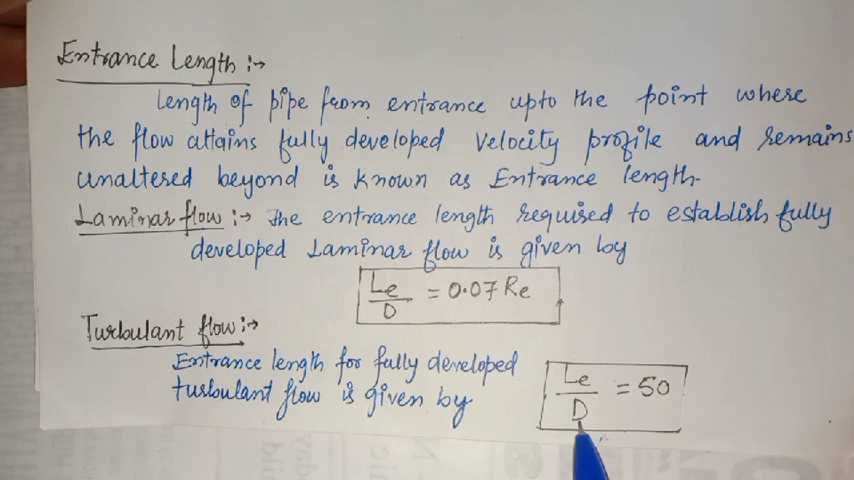 Entrance Length :→
Length of pipe from entrance upto the point where
the flow attains fully developed velocity profile and remains
unaltered beyond is known as Entrance length.
Laminar flow :→ The entrance length required to establish fully
developed Laminar flow is given by
Le/D = 0.07 Re
Turbulant flow :→
Entrance length for fully developed
turbulant flow is given by
Le/D = 50